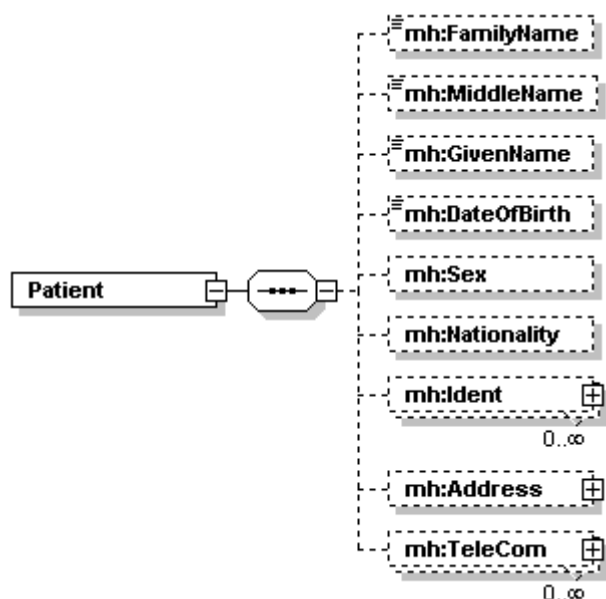 mh:FamilyName
mh:MiddleName
mh:GivenName
mh:DateOfBirth
Patient
mh:Sex
mh:Nationality
mh:Ident
0..∞
mh:Address
mh:TeleCom
0..∞